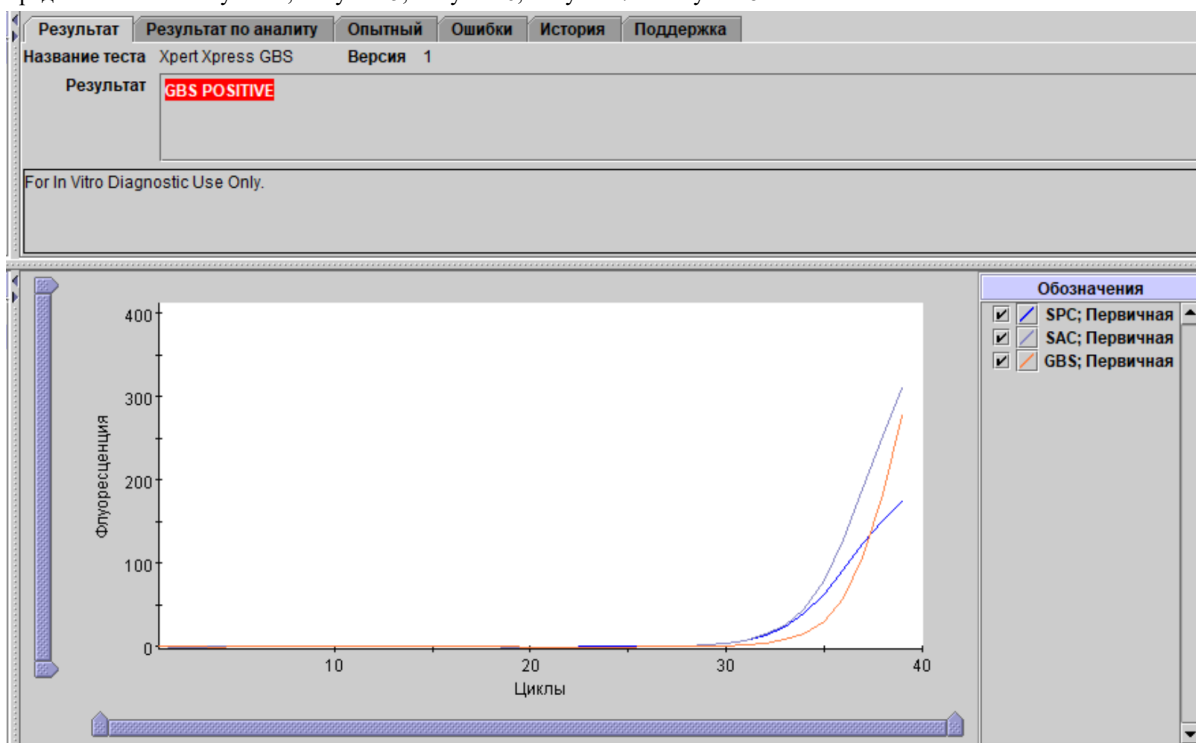 Результат Результат по аналиту Опытный Ошибки История Поддержка
Название теста Xpert Xpress GBS Версия 1
Результат GBS POSITIVE
For In Vitro Diagnostic Use Only.
Обозначения
SPC; Первичная
SAC; Первичная
GBS; Первичная
Флуоресценция
400
300
200
100
0
10 20 30 40
Циклы